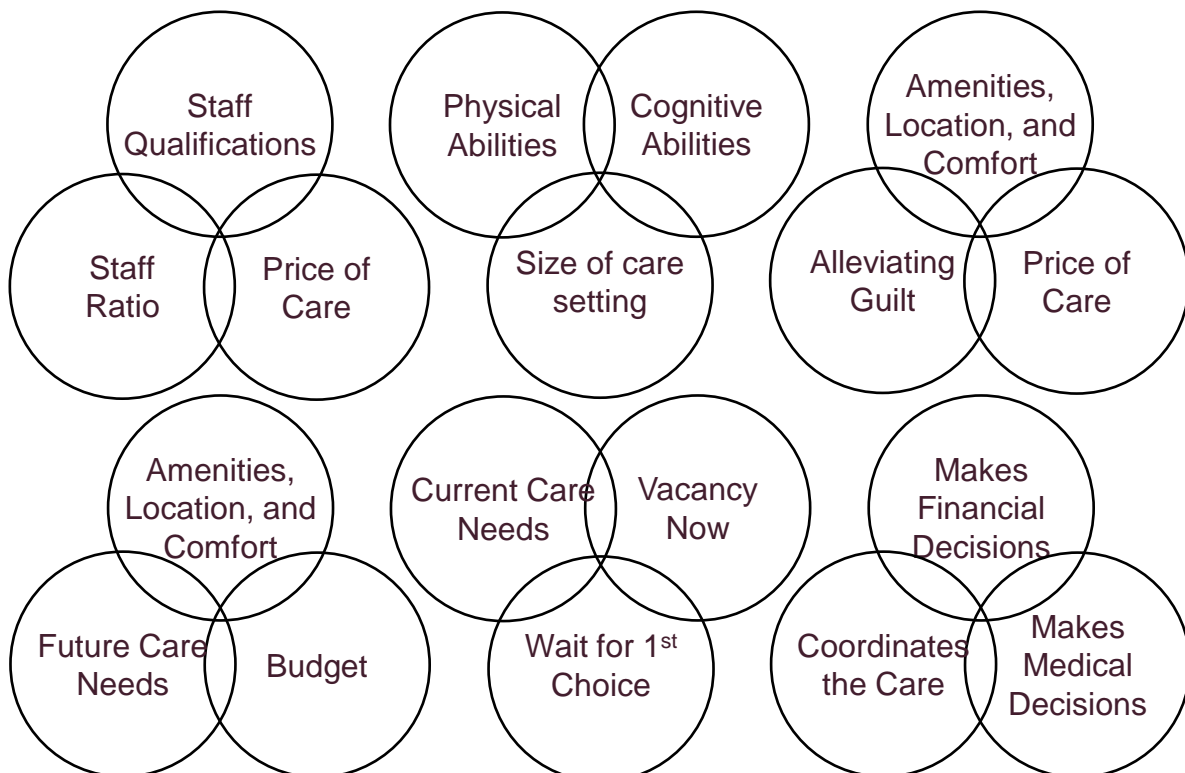 Staff
Qualifications
Staff
Ratio
Price of
Care
Physical
Abilities
Cognitive
Abilities
Size of care
setting
Amenities,
Location, and
Comfort
Alleviating
Guilt
Price of
Care
Amenities,
Location, and
Comfort
Future Care
Needs
Budget
Current Care
Needs
Vacancy
Now
Wait for 1st
Choice
Makes
Financial
Decisions
Coordinates
the Care
Makes
Medical
Decisions